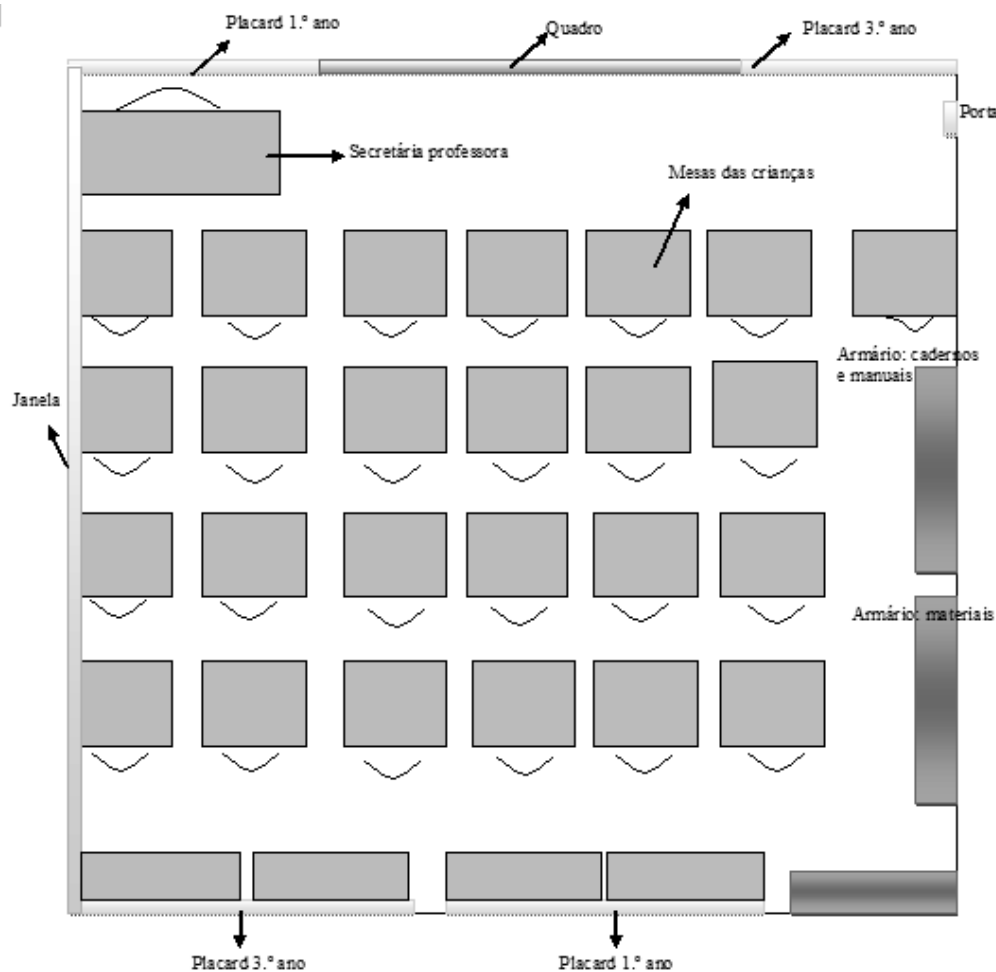 Placard 1.º ano
Quadro
Placard 3.º ano
Porta
Secretária professora
Mesas das crianças
Armário: cadernos
e manuais
Janela
Armário: materiais
Placard 3.º ano
Placard 1.º ano